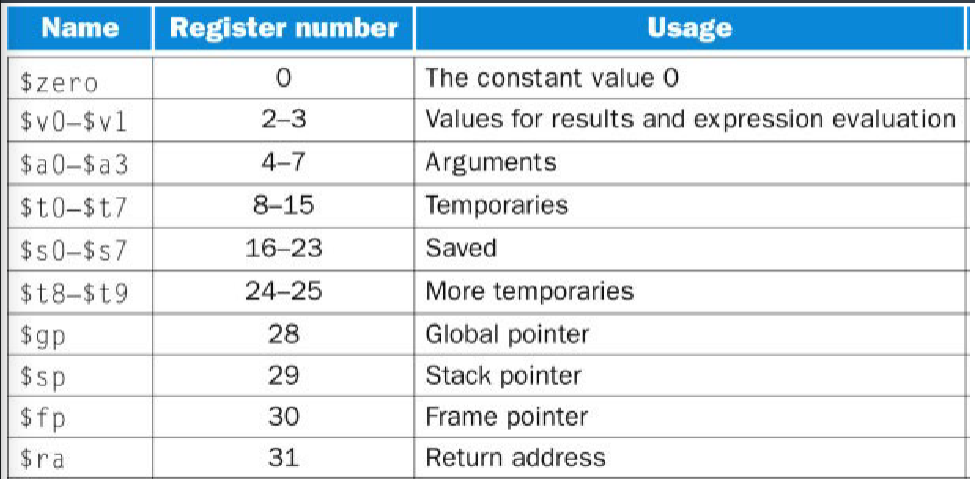 Name Register number Usage
$zero 0 The constant value 0
$v0–$v1 2–3 Values for results and expression evaluation
$a0–$a3 4–7 Arguments
$t0–$t7 8–15 Temporaries
$s0–$s7 16–23 Saved
$t8–$t9 24–25 More temporaries
$gp 28 Global pointer
$sp 29 Stack pointer
$fp 30 Frame pointer
$ra 31 Return address